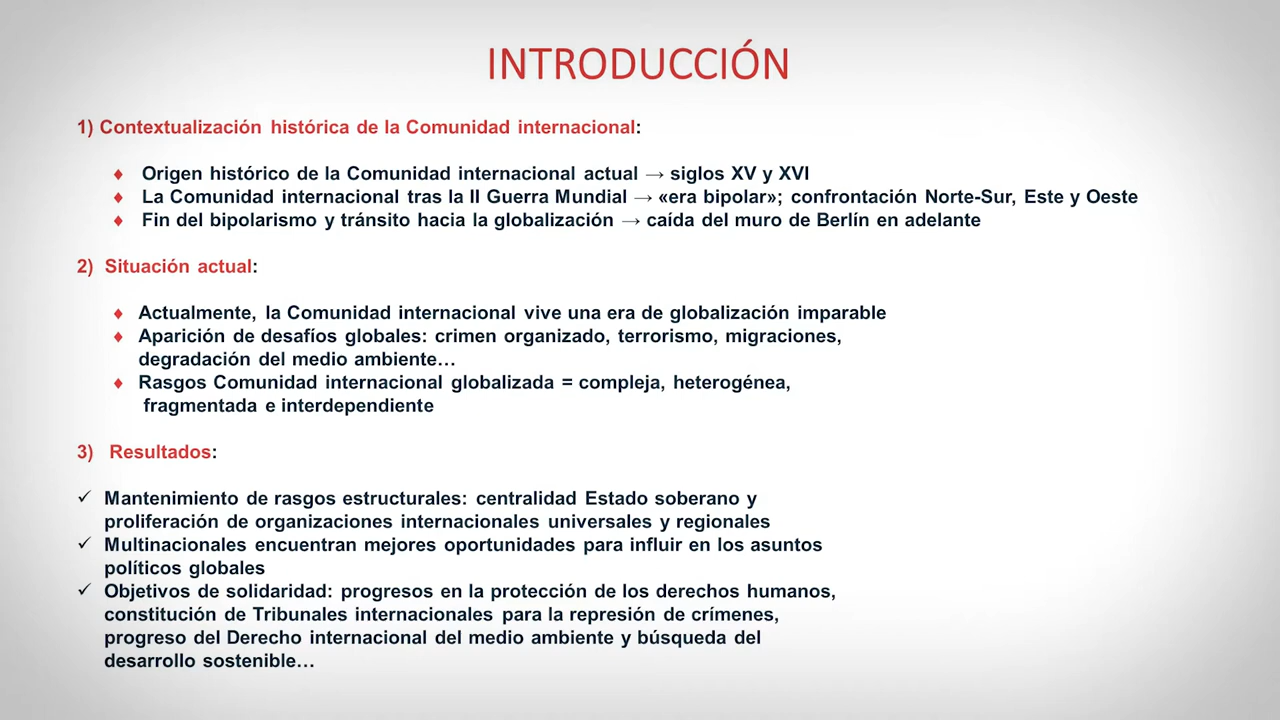 INTRODUCCIÓN
1) Contextualización histórica de la Comunidad internacional:
♦ Origen histórico de la Comunidad internacional actual → siglos XV y XVI
♦ La Comunidad internacional tras la II Guerra Mundial → «era bipolar»; confrontación Norte-Sur, Este y Oeste
♦ Fin del bipolarismo y tránsito hacia la globalización → caída del muro de Berlín en adelante
2) Situación actual:
♦ Actualmente, la Comunidad internacional vive una era de globalización imparable
♦ Aparición de desafíos globales: crimen organizado, terrorismo, migraciones,
degradación del medio ambiente…
♦ Rasgos Comunidad internacional globalizada = compleja, heterogénea,
fragmentada e interdependiente
3) Resultados:
✓ Mantenimiento de rasgos estructurales: centralidad Estado soberano y
proliferación de organizaciones internacionales universales y regionales
✓ Multinacionales encuentran mejores oportunidades para influir en los asuntos
políticos globales
✓ Objetivos de solidaridad: progresos en la protección de los derechos humanos,
constitución de Tribunales internacionales para la represión de crímenes,
progreso del Derecho internacional del medio ambiente y búsqueda del
desarrollo sostenible…